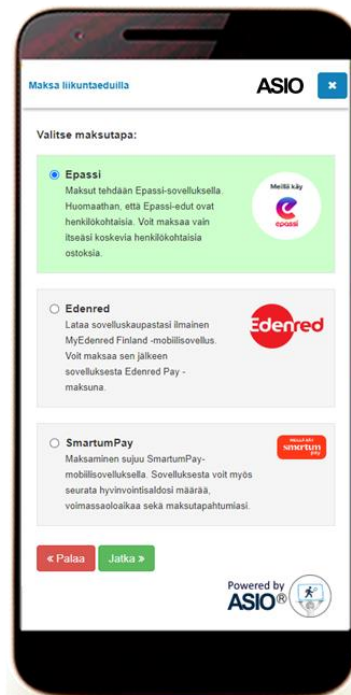 Maksa liikuntaeduilla
ASIO
×
Valitse maksutapa:
Epassi
Maksut tehdään Epassi-sovelluksella.
Huomaathan, että Epassi-edut ovat
henkilökohtaisia. Voit maksaa vain
itseäsi koskevia henkilökohtaisia
ostoksia.
Meillä käy
epassi
Edenred
Lataa sovelluskaupastasi ilmainen
MyEdenred Finland -mobiilisovellus.
Voit maksaa sen jälkeen
sovelluksesta Edenred Pay -
maksuna.
Edenred
SmartumPay
Maksaminen sujuu SmartumPay-
mobiilisovelluksella. Sovelluksesta voit myös
seurata hyvinvointisaldosi määrää,
voimassaoloaikaa sekä maksutapahtumiasi.
smartum
pay
« Palaa
Jatka »
Powered by
ASIO®